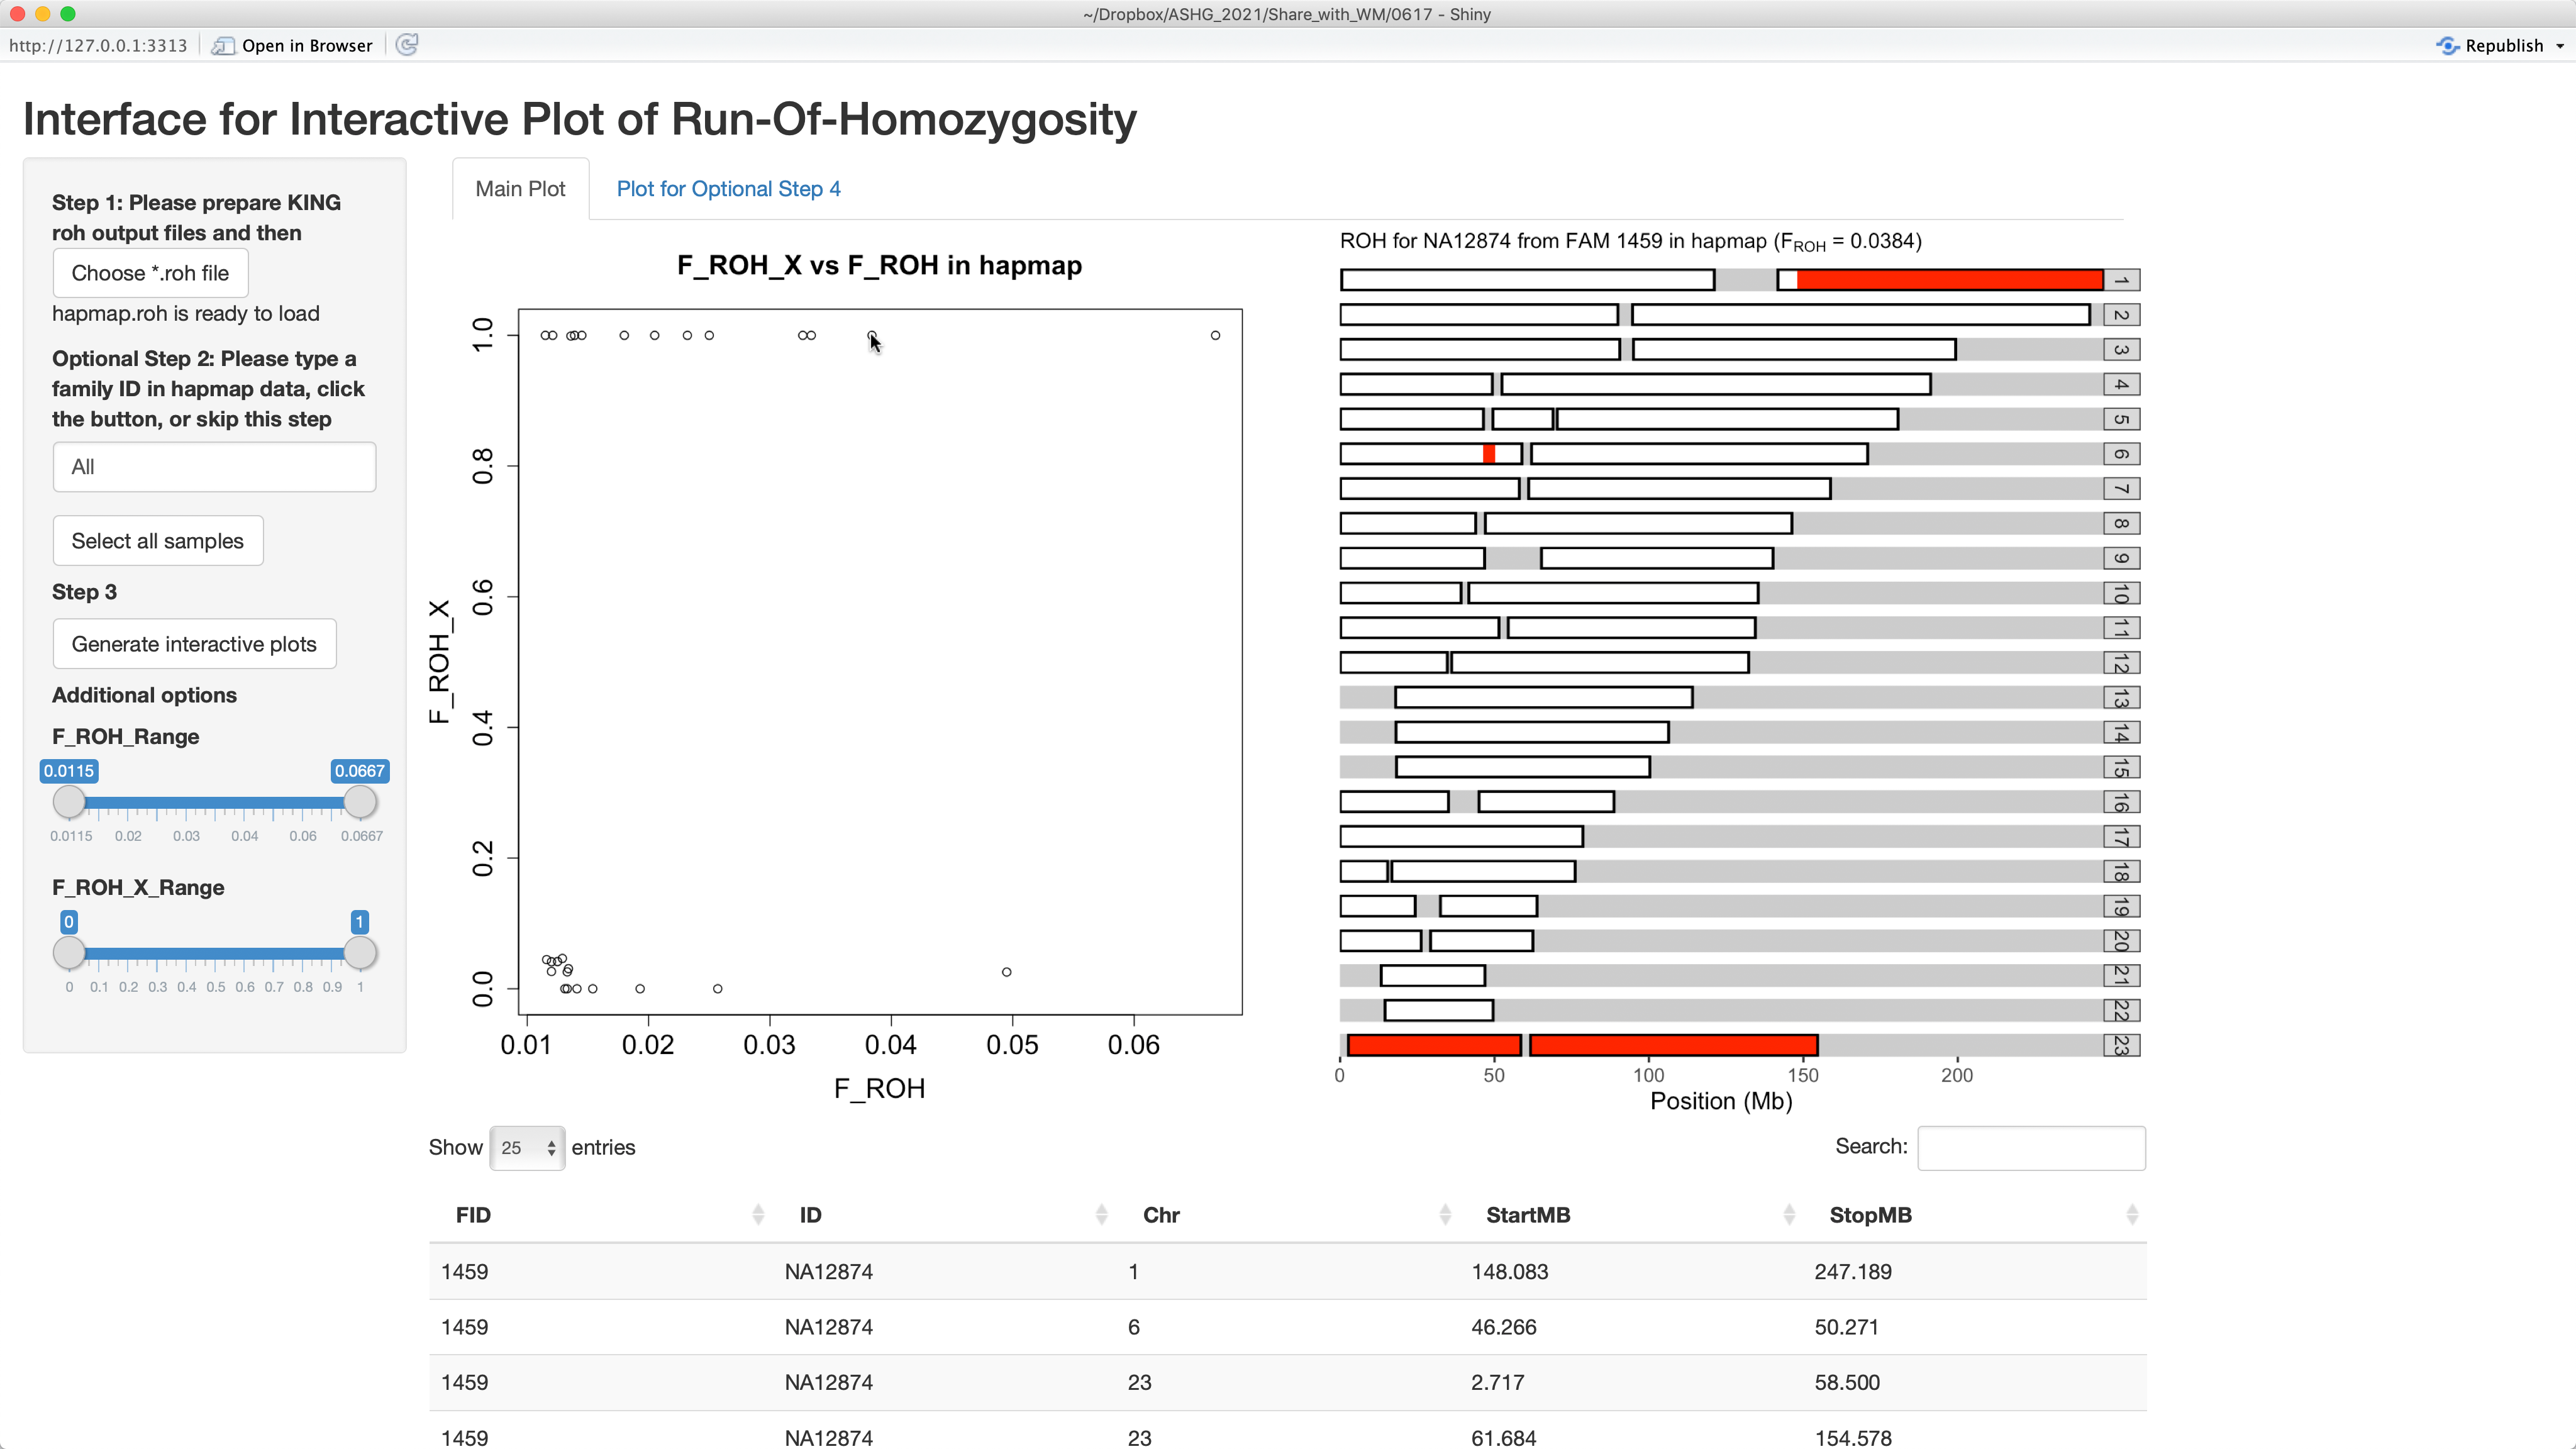 ~/Dropbox/ASHG_2021/Share_with_WM/0617 - Shiny
http://127.0.0.1:3313 Open in Browser Republish
Interface for Interactive Plot of Run-Of-Homozygosity
Step 1: Please prepare KING
roh output files and then
Choose *.roh file
hapmap.roh is ready to load
Optional Step 2: Please type a
family ID in hapmap data, click
the button, or skip this step
All
Select all samples
Step 3
Generate interactive plots
Additional options
F_ROH_Range
0.0115 0.0667
0.0115 0.02 0.03 0.04 0.06 0.0667
F_ROH_X_Range
0 1
0 0.1 0.2 0.3 0.4 0.5 0.6 0.7 0.8 0.9 1
Main Plot Plot for Optional Step 4
F_ROH_X vs F_ROH in hapmap
F_ROH_X
1.0
0.8
0.6
0.4
0.2
0.0
0.01 0.02 0.03 0.04 0.05 0.06
F_ROH
ROH for NA12874 from FAM 1459 in hapmap (FROH = 0.0384)
1
2
3
4
5
6
7
8
9
10
11
12
13
14
15
16
17
18
19
20
21
22
23
0 50 100 150 200
Position (Mb)
Show 25 entries Search:
FID ID Chr StartMB StopMB
1459 NA12874 1 148.083 247.189
1459 NA12874 6 46.266 50.271
1459 NA12874 23 2.717 58.500
1459 NA12874 23 61.684 154.578